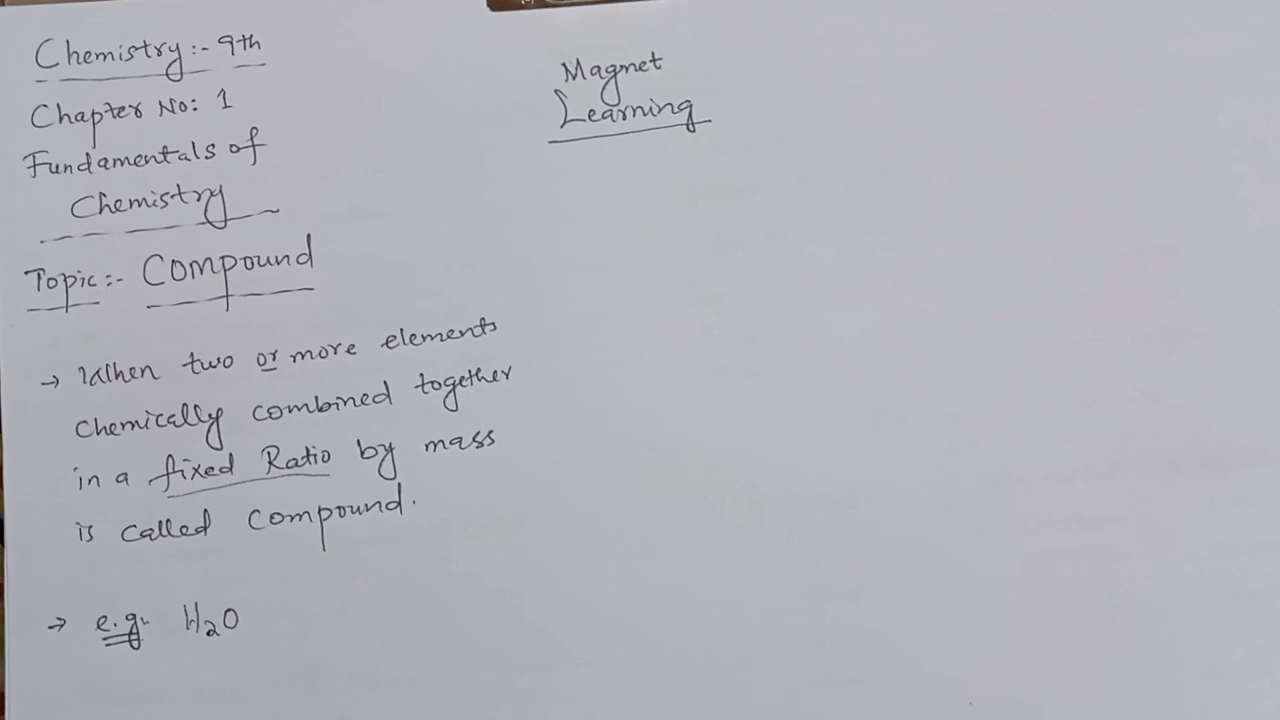 Chemistry:- 9th
Chapter No: 1
Fundamentals of
Chemistry
Topic:- Compound
→ When two or more elements
chemically combined together
in a fixed Ratio by mass
is called compound.
→ e.g. H₂O
Magnet
Learning